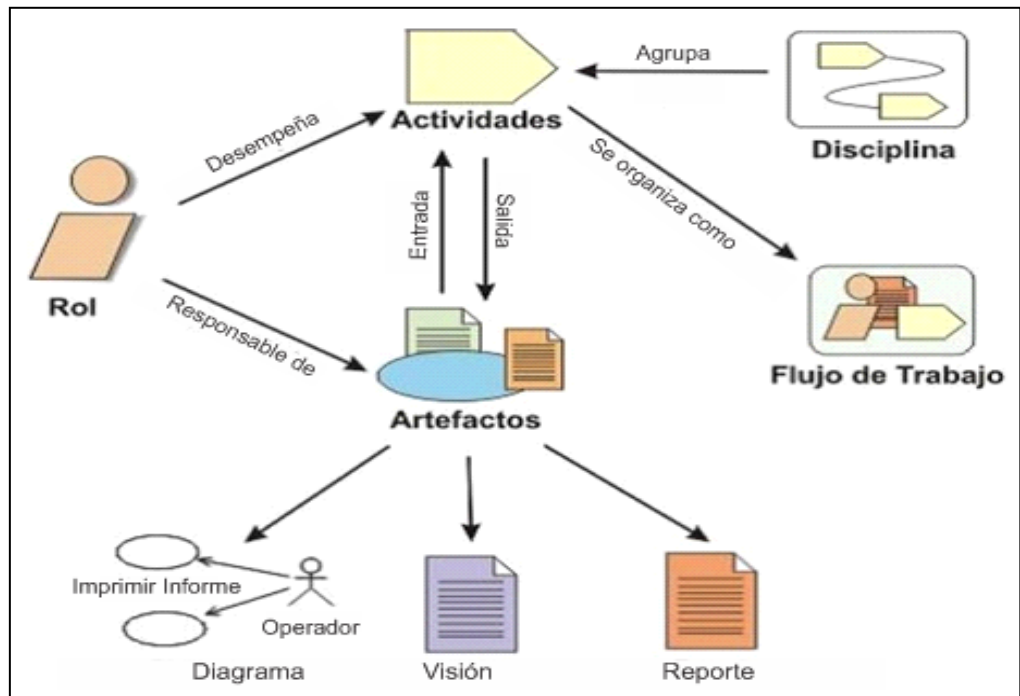 Agrupa
Actividades
Disciplina
Desempeña
Se organiza como
Entrada
Salida
Rol
Responsable de
Flujo de Trabajo
Artefactos
Imprimir Informe
Operador
Diagrama
Visión
Reporte